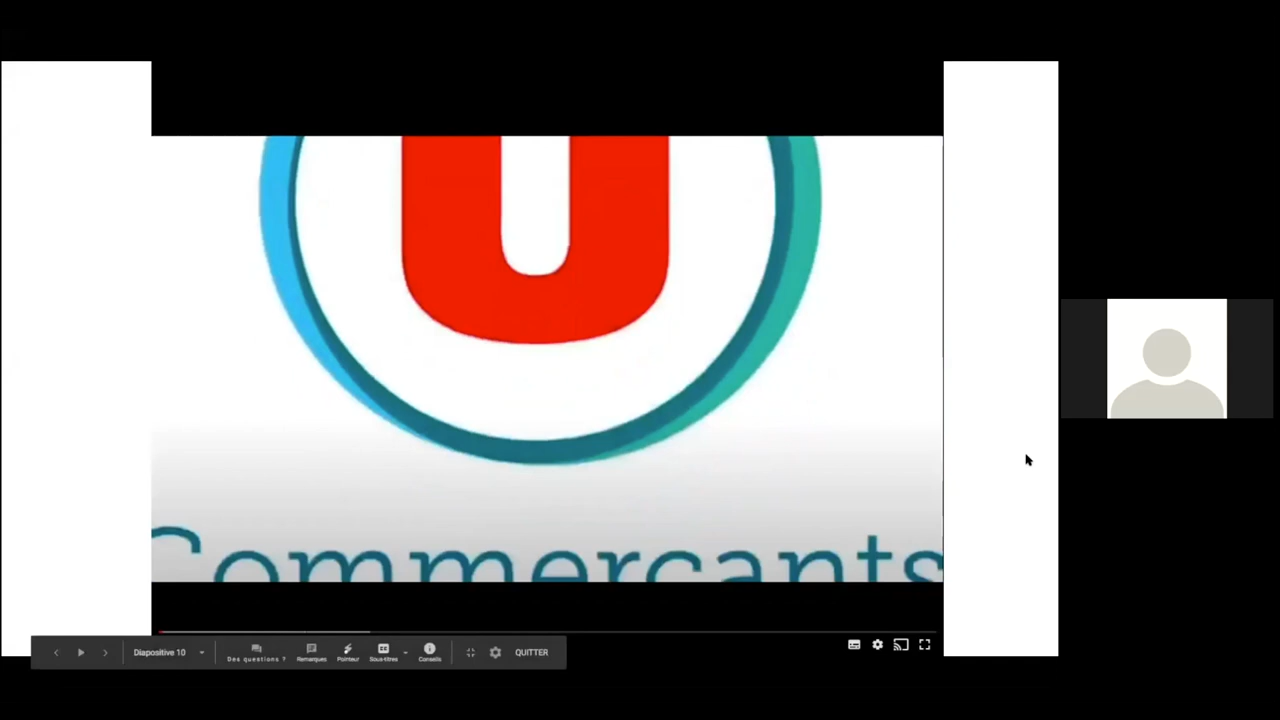 U
Commerçants
Diapositive 10
Des questions ?
Remarques
Pointeur
Sous-titres
Conseils
QUITTER